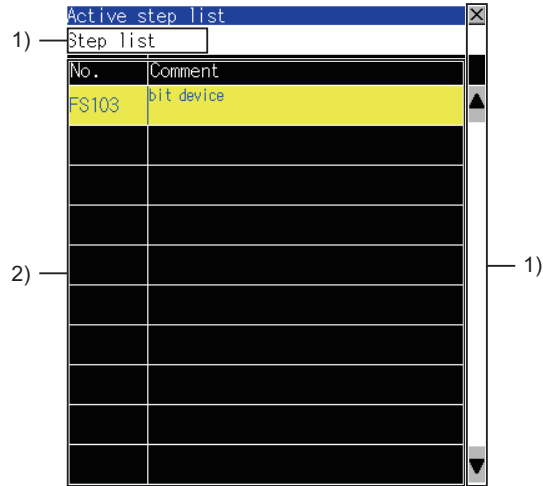 Active step list
×
1)
Step list
No. Comment
FS103 bit device
2)
1)